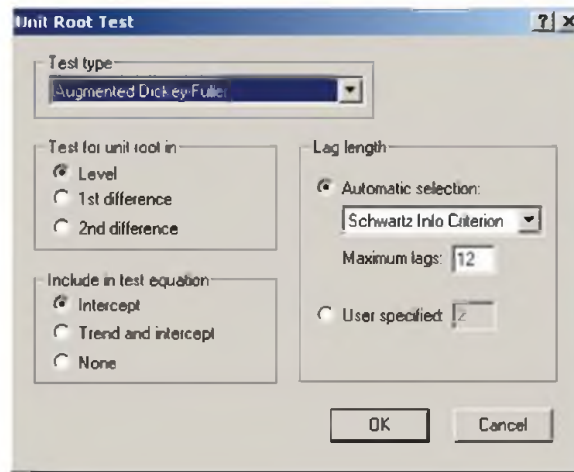 Unit Root Test
Test type
Augmented Dickey-Fuller
Test for unit root in
Level
1st difference
2nd difference
Include in test equation
Intercept
Trend and intercept
None
Lag length
Automatic selection:
Schwartz Info Criterion
Maximum lags: 12
User specified: 2
OK
Cancel